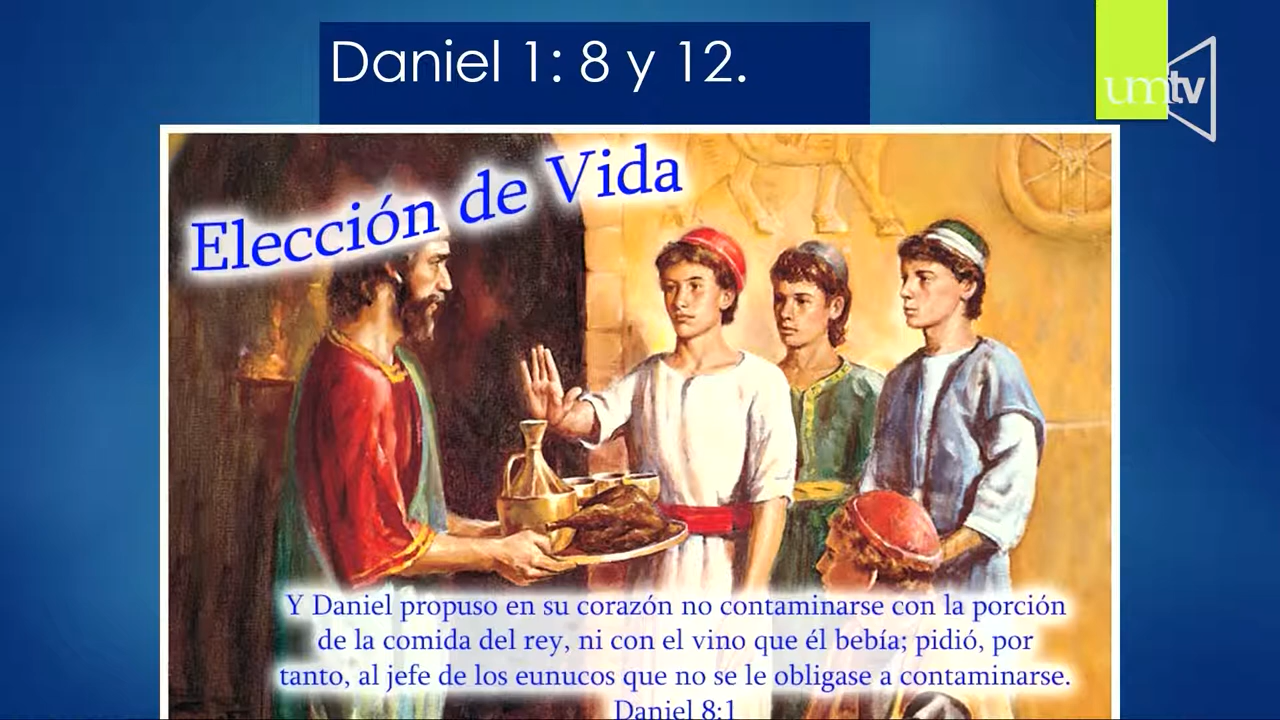 Daniel 1: 8 y 12.
umtv
Elección de Vida
Y Daniel propuso en su corazón no contaminarse con la porción
de la comida del rey, ni con el vino que él bebía; pidió, por
tanto, al jefe de los eunucos que no se le obligase a contaminarse.
Daniel 8:1